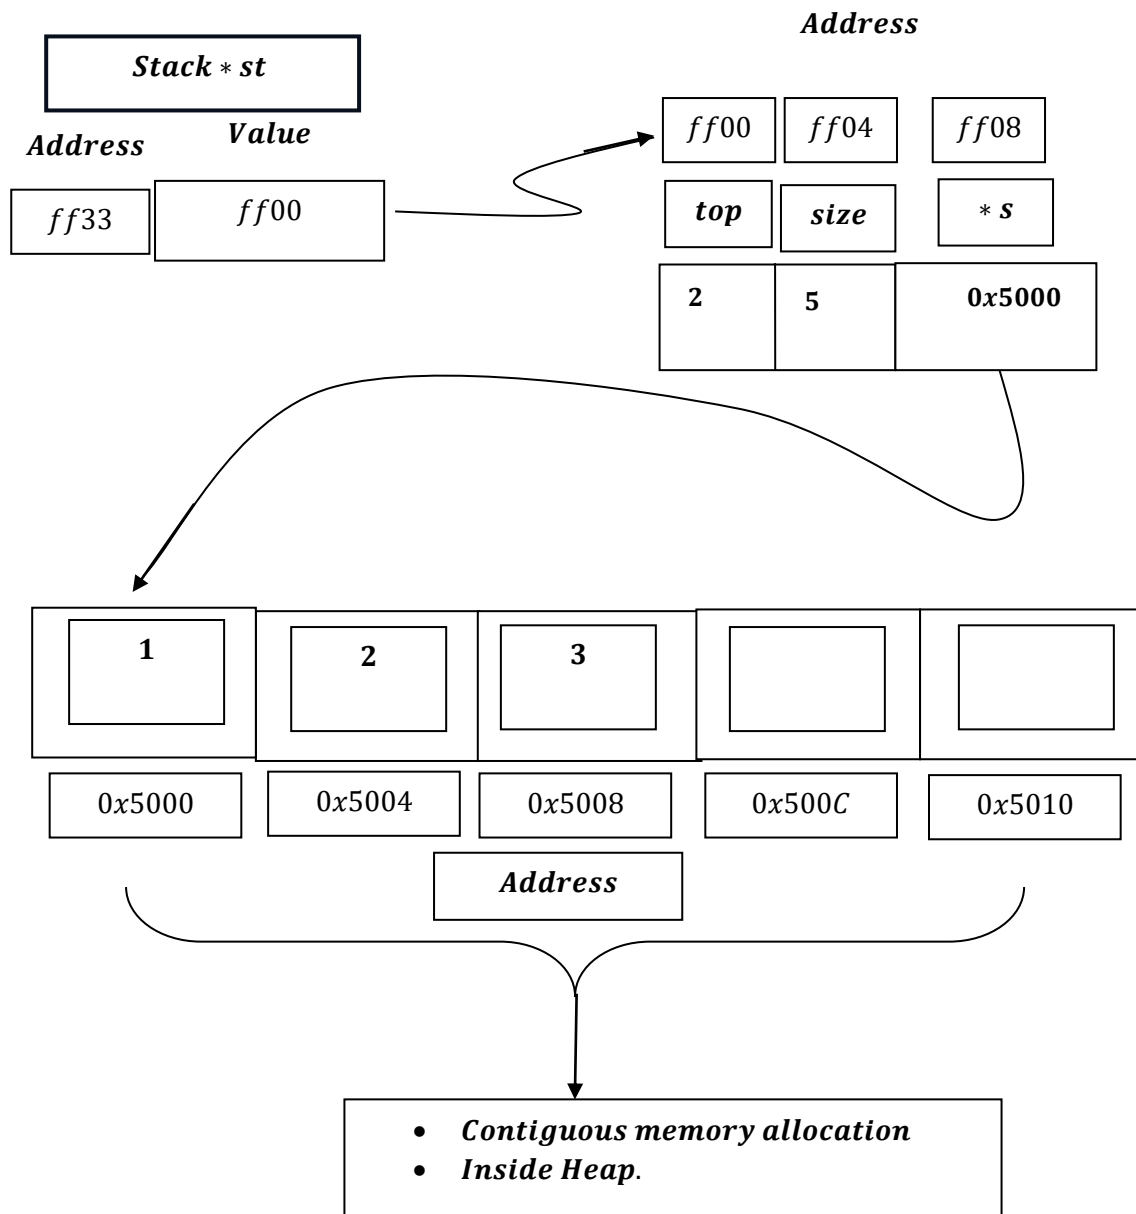 Address
Stack * st
Address Value
ff33 ff00
ff00 ff04 ff08
top size * s
2 5 0x5000
1 2 3
0x5000 0x5004 0x5008 0x500C 0x5010
Address
• Contiguous memory allocation
• Inside Heap.